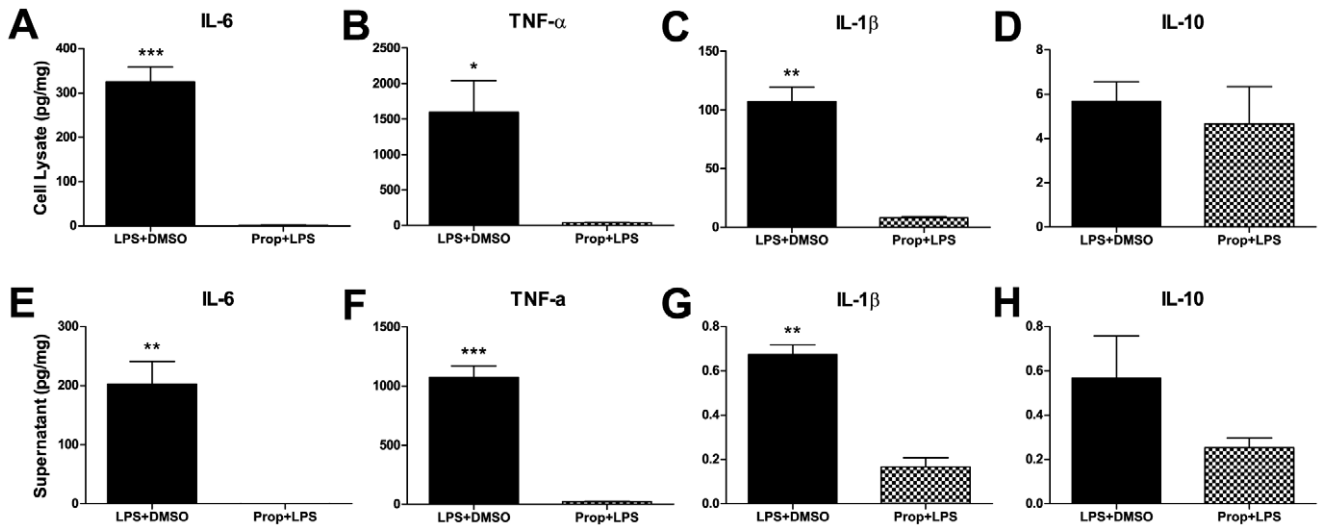 A IL-6
B TNF-α
C IL-1β
D IL-10
Cell Lysate (pg/mg)
400
300
200
100
0
***
LPS+DMSO Prop+LPS
2500
2000
1500
1000
500
0
*
LPS+DMSO Prop+LPS
150
100
50
0
**
LPS+DMSO Prop+LPS
8
6
4
2
0
LPS+DMSO Prop+LPS
E IL-6
F TNF-a
G IL-1β
H IL-10
Supernatant (pg/mg)
300
200
100
0
**
LPS+DMSO Prop+LPS
1500
1000
500
0
***
LPS+DMSO Prop+LPS
0.8
0.6
0.4
0.2
0.0
**
LPS+DMSO Prop+LPS
0.8
0.6
0.4
0.2
0.0
LPS+DMSO Prop+LPS